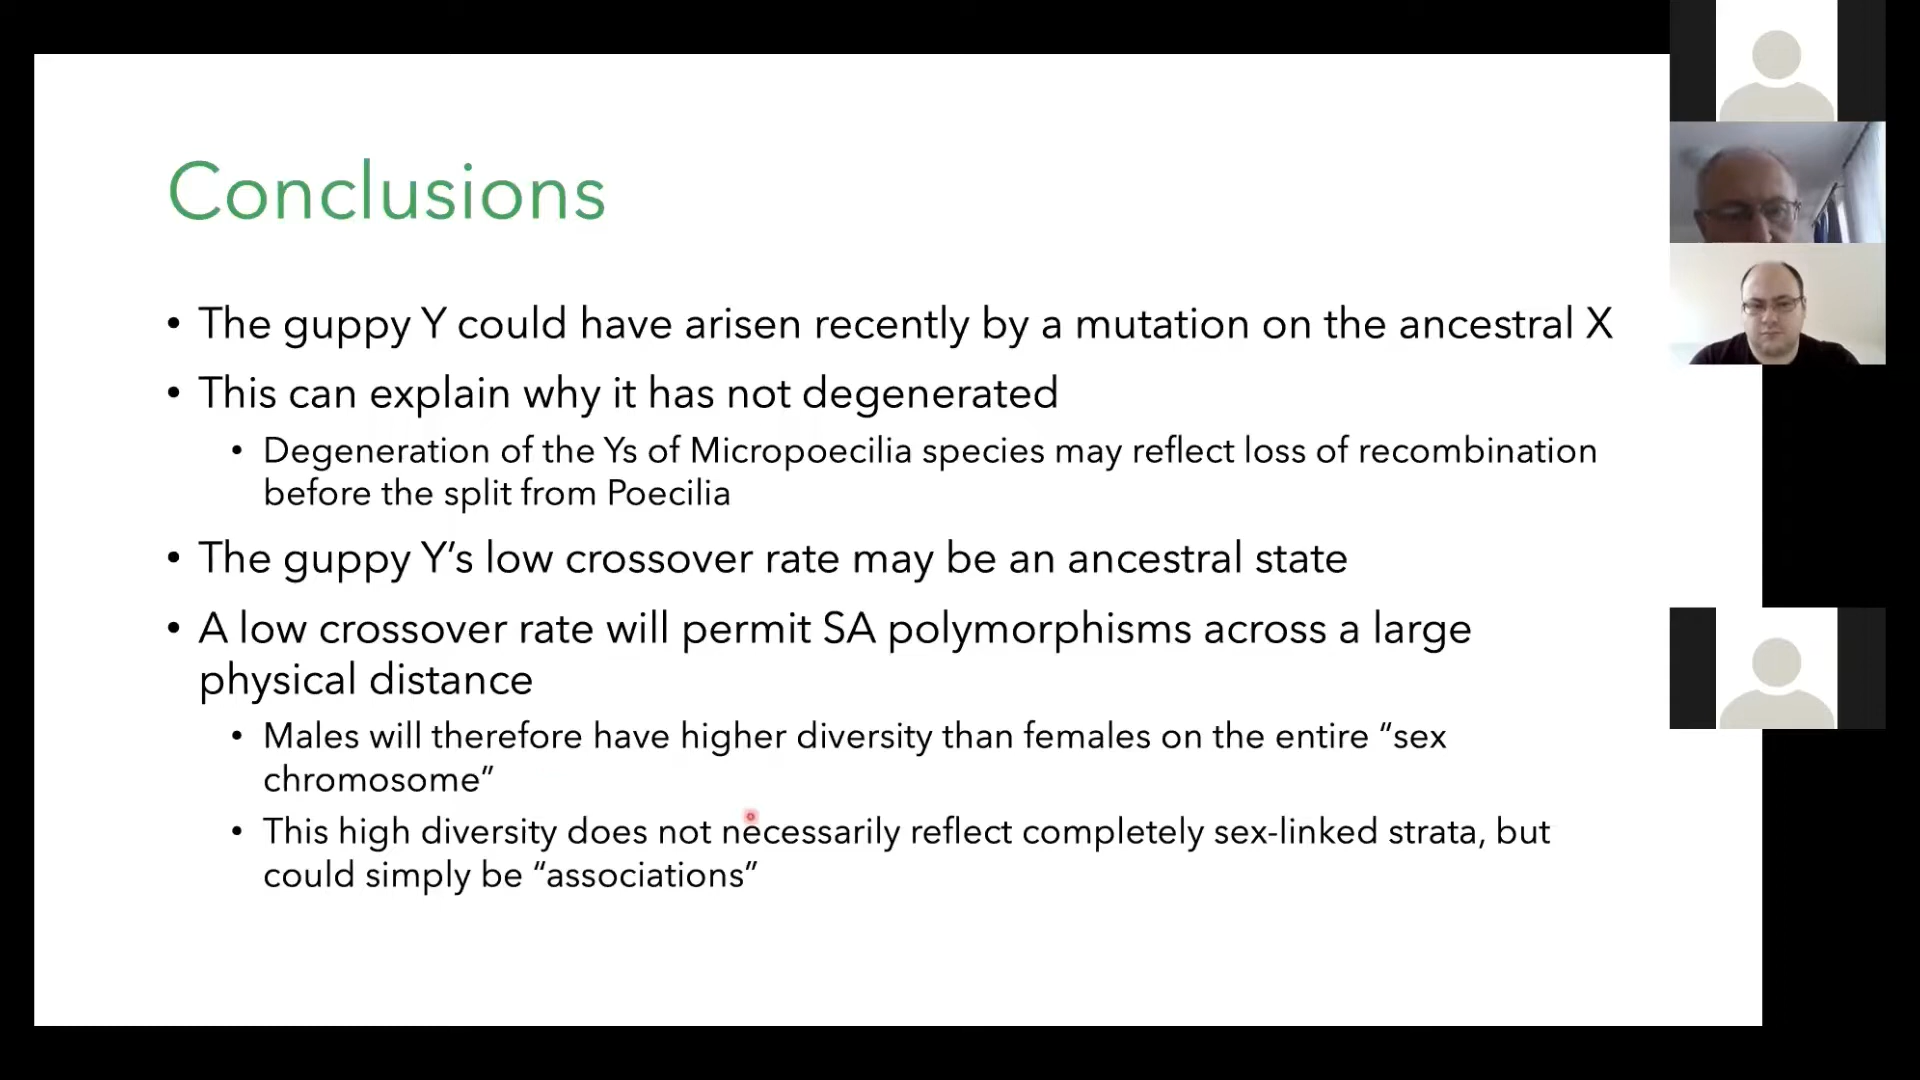 Conclusions
• The guppy Y could have arisen recently by a mutation on the ancestral X
• This can explain why it has not degenerated
• Degeneration of the Ys of Micropoecilia species may reflect loss of recombination
before the split from Poecilia
• The guppy Y’s low crossover rate may be an ancestral state
• A low crossover rate will permit SA polymorphisms across a large
physical distance
• Males will therefore have higher diversity than females on the entire “sex
chromosome”
• This high diversity does not necessarily reflect completely sex-linked strata, but
could simply be “associations”